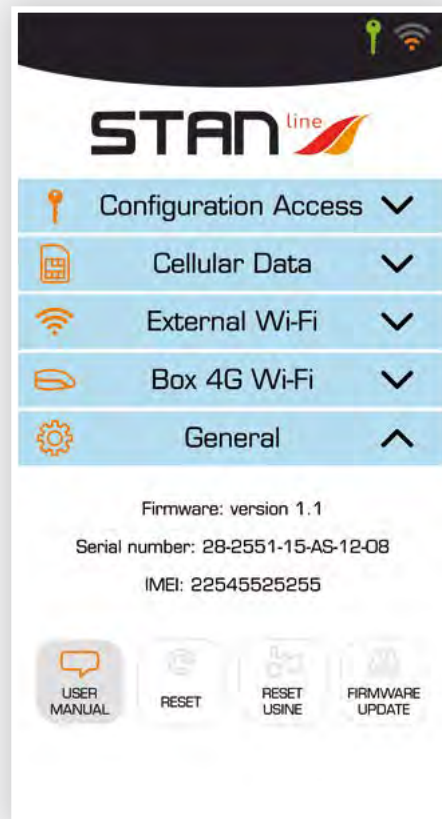 STAN line
Configuration Access
Cellular Data
External Wi-Fi
Box 4G Wi-Fi
General
Firmware: version 1.1
Serial number: 28-2551-15-AS-12-08
IMEI: 22545525255
USER
MANUAL
RESET
RESET
USINE
FIRMWARE
UPDATE